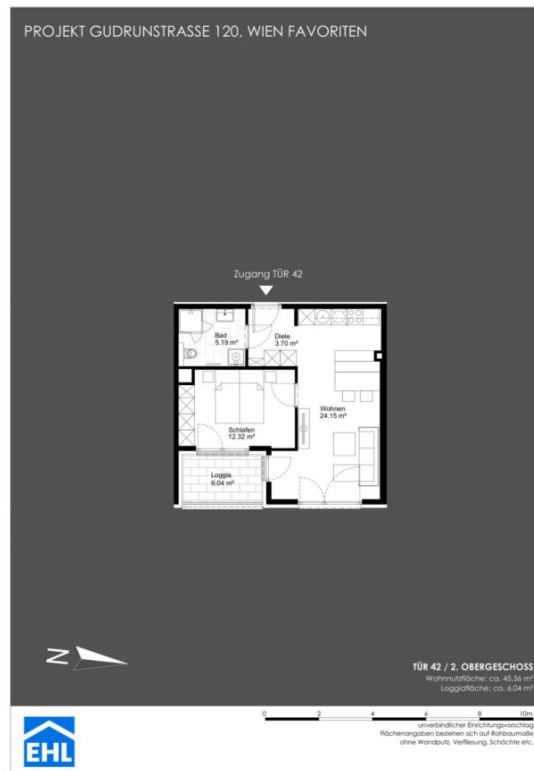 PROJEKT GUDRUNSTRASSE 120, WIEN FAVORITEN
Zugang TÜR 42
Bad
5.19 m²
Diele
3.70 m²
Wohnen
24.15 m²
Schlafen
12.32 m²
Loggia
6.04 m²
N
TÜR 42 / 2. OBERGESCHOSS
Wohnnutzfläche: ca. 45,36 m²
Loggiafläche: ca. 6,04 m²
0 2 4 6 8 10m
unverbindlicher Einrichtungsvorschlag
Flächenangaben beziehen sich auf Rohbaumaße
ohne Wandputz, Verfliesung, Schächte etc.
EHL